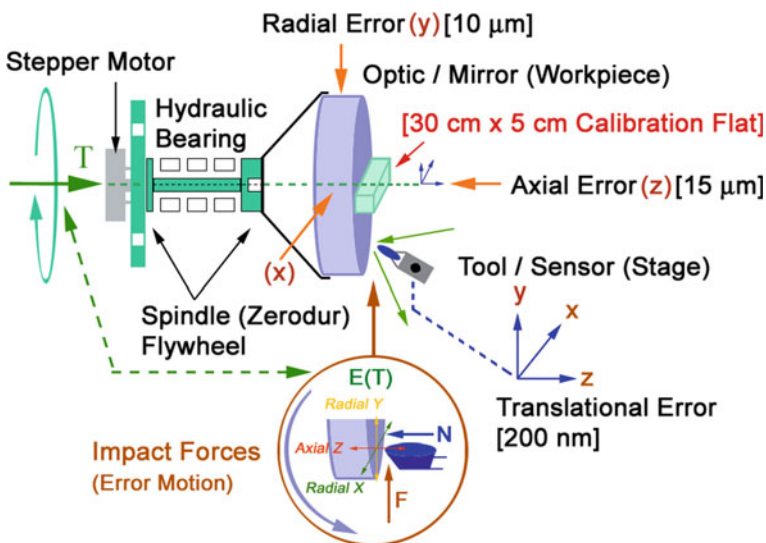 Radial Error (y) [10 µm]
Stepper Motor
Optic / Mirror (Workpiece)
Hydraulic
Bearing
[30 cm x 5 cm Calibration Flat]
T
Axial Error (z) [15 µm]
(x)
Tool / Sensor (Stage)
Spindle (Zerodur)
Flywheel
y
x
z
E(T)
Translational Error
[200 nm]
Radial Y
N
Impact Forces
(Error Motion)
Axial Z
Radial X
F